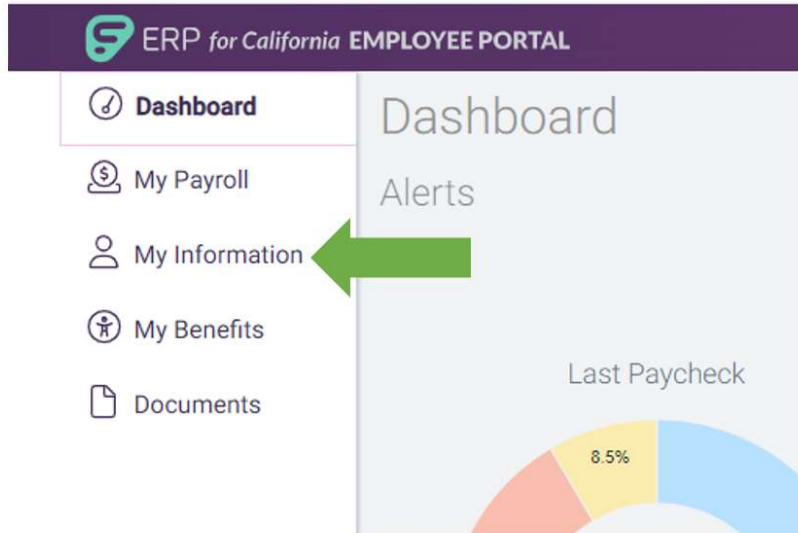 ERP for California EMPLOYEE PORTAL
Dashboard
My Payroll
My Information
My Benefits
Documents
Dashboard
Alerts
Last Paycheck
8.5%